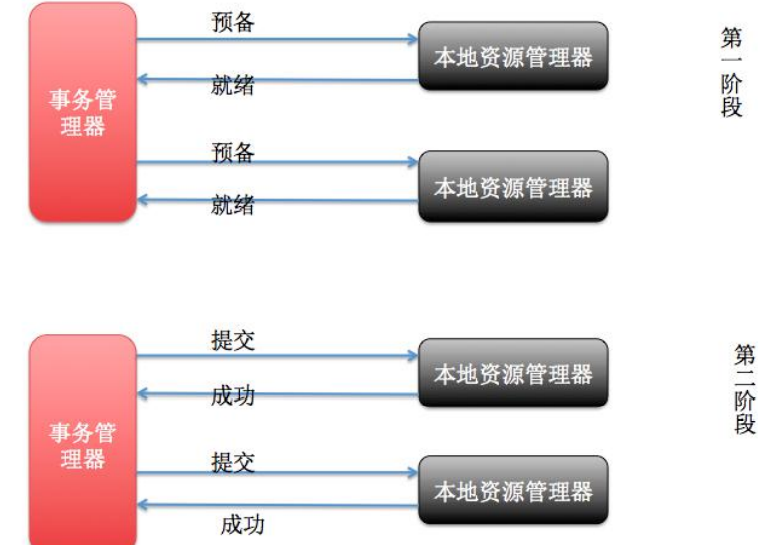 预备
本地资源管理器
第一阶段
就绪
事务管
理器
预备
本地资源管理器
就绪
提交
本地资源管理器
第二阶段
成功
事务管
理器
提交
本地资源管理器
成功